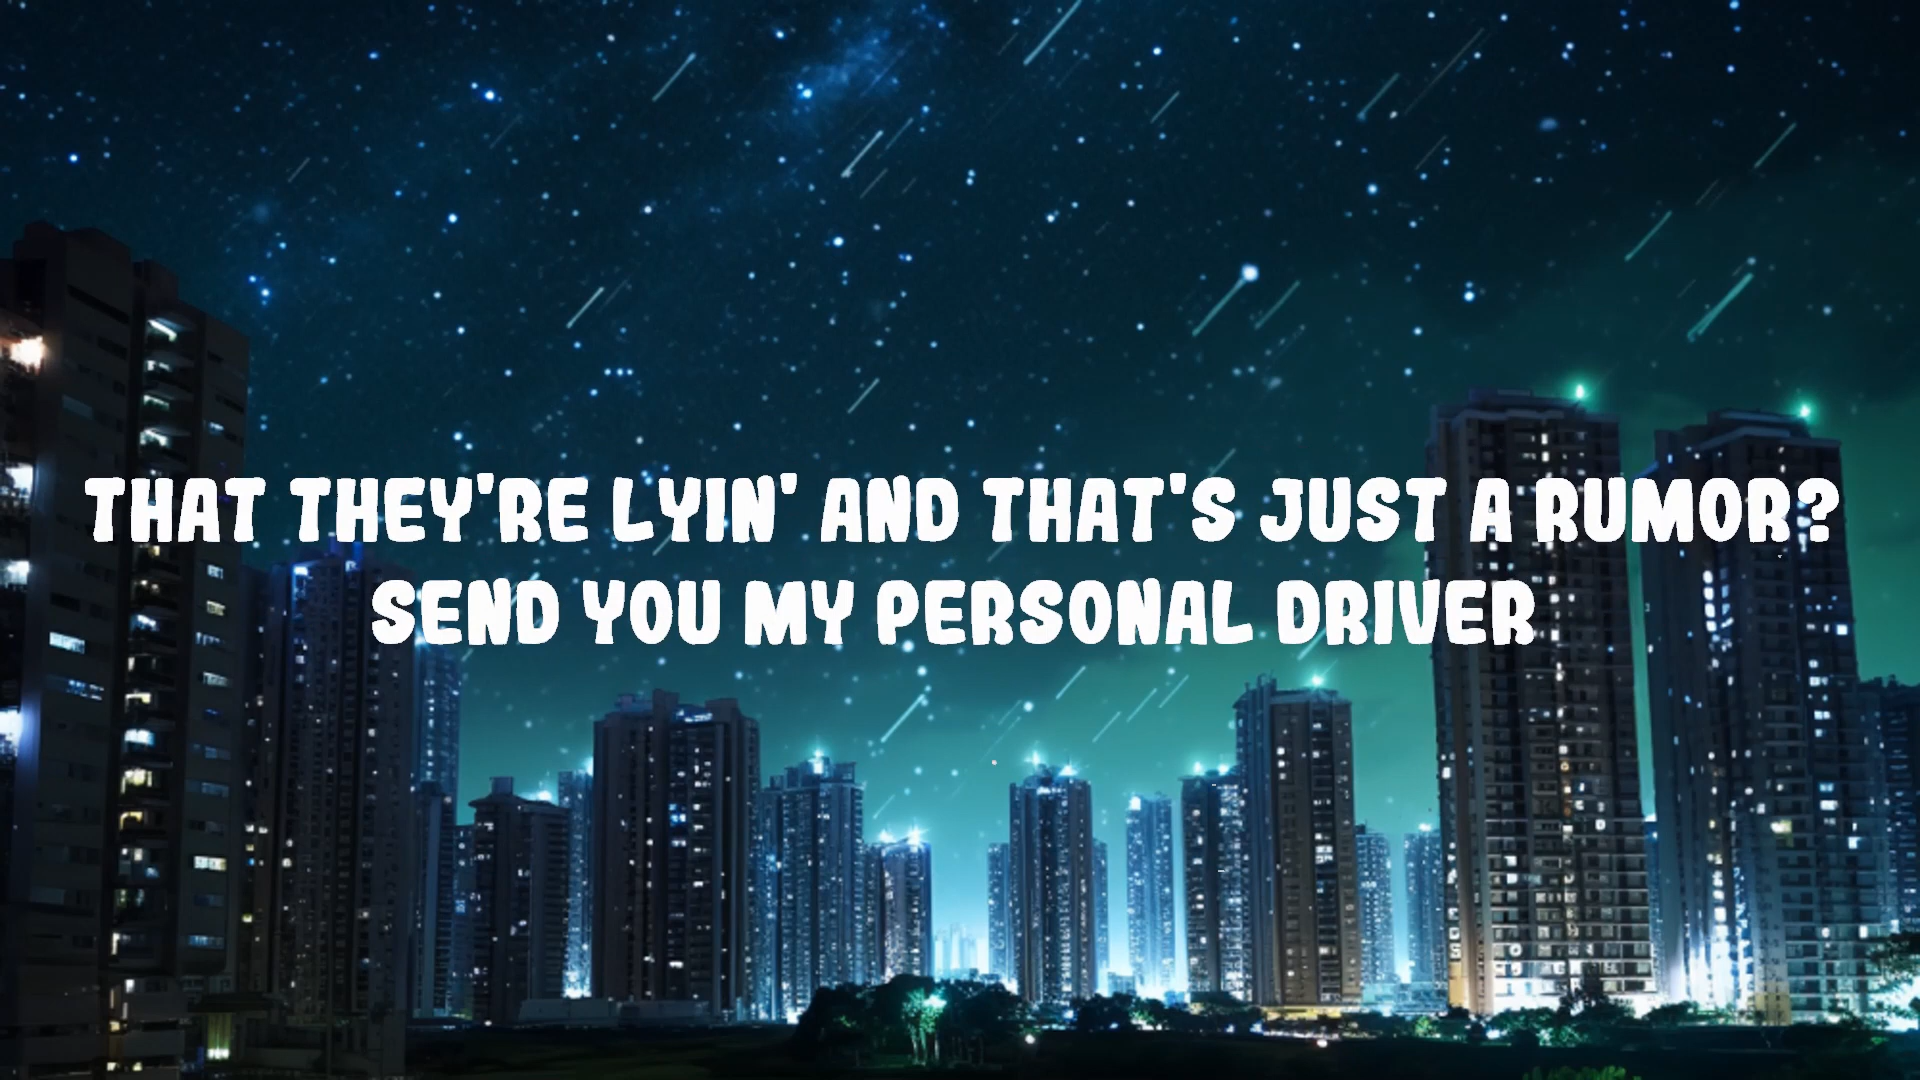 THAT THEY'RE LYIN' AND THAT'S JUST A RUMOR?
SEND YOU MY PERSONAL DRIVER